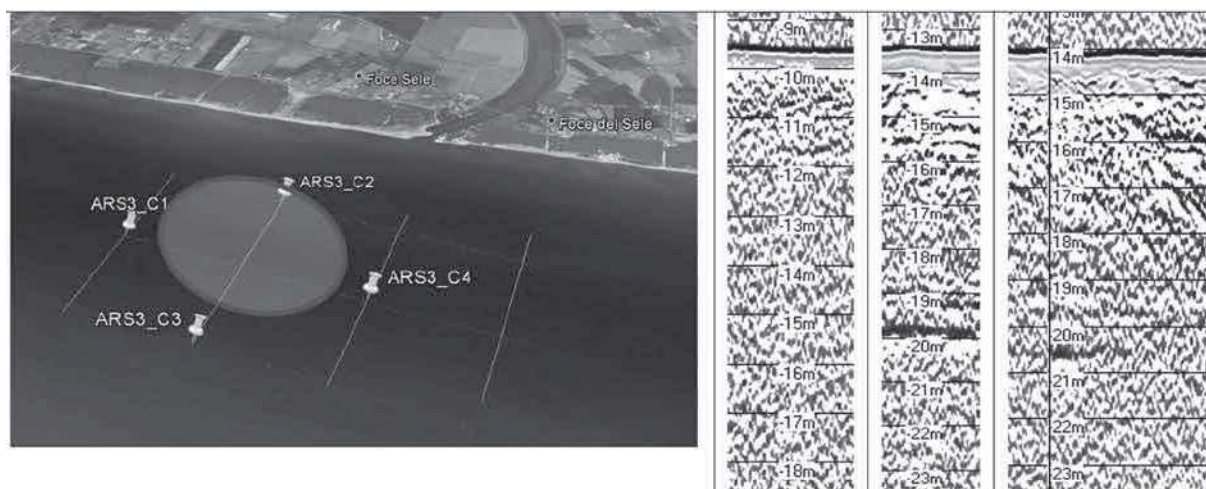 Foce Sele
Foce del Sele
ARS3_C1
ARS3_C2
ARS3_C4
ARS3_C3
-9m
-10m
-11m
-12m
-13m
-14m
-15m
-16m
-17m
-18m
-13m
-14m
-15m
-16m
-17m
-18m
-19m
-20m
-21m
-22m
-23m
14m
15m
16m
17m
18m
19m
20m
21m
22m
23m